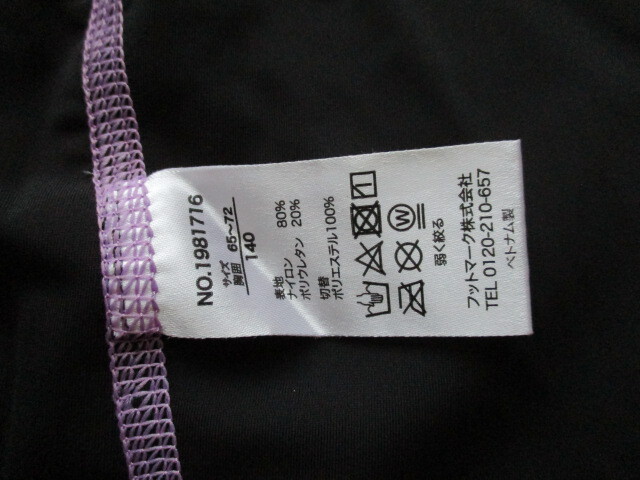 NO.1981716
サイズ
胸囲 65~72
140
表地
ナイロン 80%
ポリウレタン 20%
切替
ポリエステル100%
W
弱く絞る
フットマーク株式会社
TEL 0120-210-657
ベトナム製